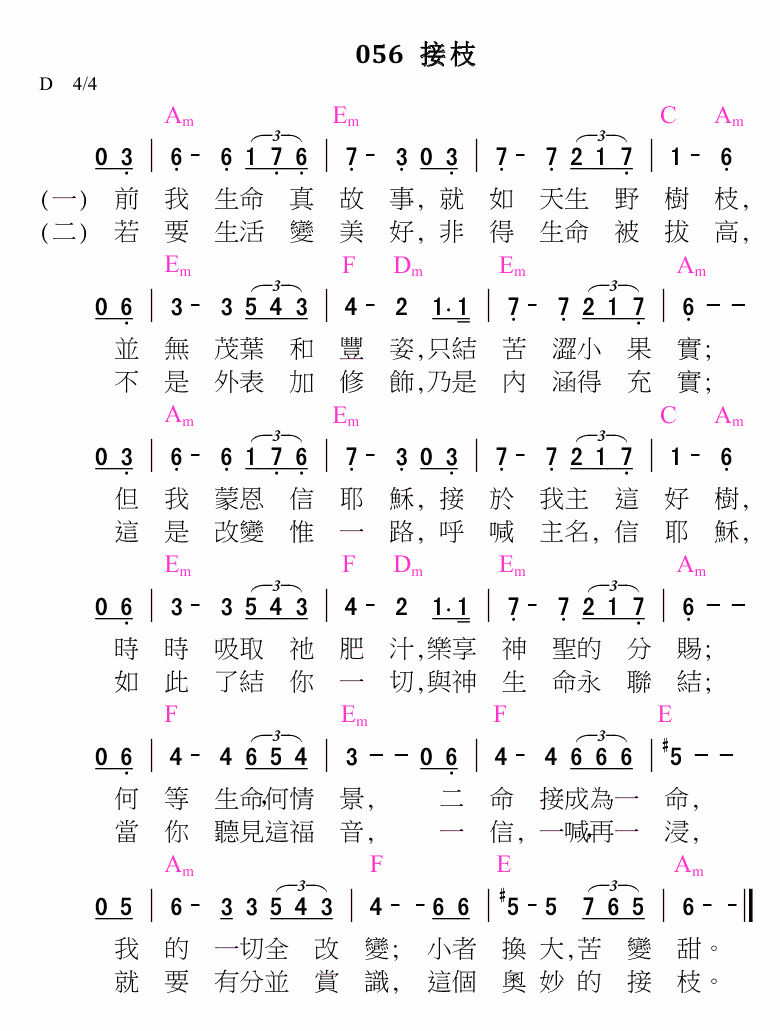 056 接枝
D 4/4
Am Em C Am
0 3 | 6 - 6 1 7 6 | 7 - 3 0 3 | 7 - 7 2 1 7 | 1 - 6
(一) 前 我 生命 真 故 事, 就 如 天生 野 樹 枝,
(二) 若 要 生活 變 美 好, 非 得 生命 被 拔 高,
Em F Dm Em Am
0 6 | 3 - 3 5 4 3 | 4 - 2 1·1 | 7 - 7 2 1 7 | 6 - -
並 無 茂葉 和 豐 姿,只結 苦 澀小 果 實;
不 是 外表 加 修 飾,乃是 內 涵得 充 實;
Am Em C Am
0 3 | 6 - 6 1 7 6 | 7 - 3 0 3 | 7 - 7 2 1 7 | 1 - 6
但 我 蒙恩 信 耶 穌, 接 於 我主 這 好 樹,
這 是 改變 惟 一 路, 呼 喊 主名, 信 耶 穌,
Em F Dm Em Am
0 6 | 3 - 3 5 4 3 | 4 - 2 1·1 | 7 - 7 2 1 7 | 6 - -
時 時 吸取 祂 肥 汁,樂享 神 聖的 分 賜;
如 此 了結 你 一 切,與神 生 命永 聯 結;
F Em F E
0 6 | 4 - 4 6 5 4 | 3 - - 0 6 | 4 - 4 6 6 6 | #5 - -
何 等 生命,何情 景, 二 命 接成為一 命,
當 你 聽見這福 音, 一 信, 一喊,再一 浸,
Am F E Am
0 5 | 6 - 3 3 5 4 3 | 4 - - 6 6 | #5 - 5 7 6 5 | 6 - - ||
我 的 一切全 改 變; 小者 換 大,苦 變 甜。
就 要 有分並 賞 識, 這個 奧 妙 的 接 枝。